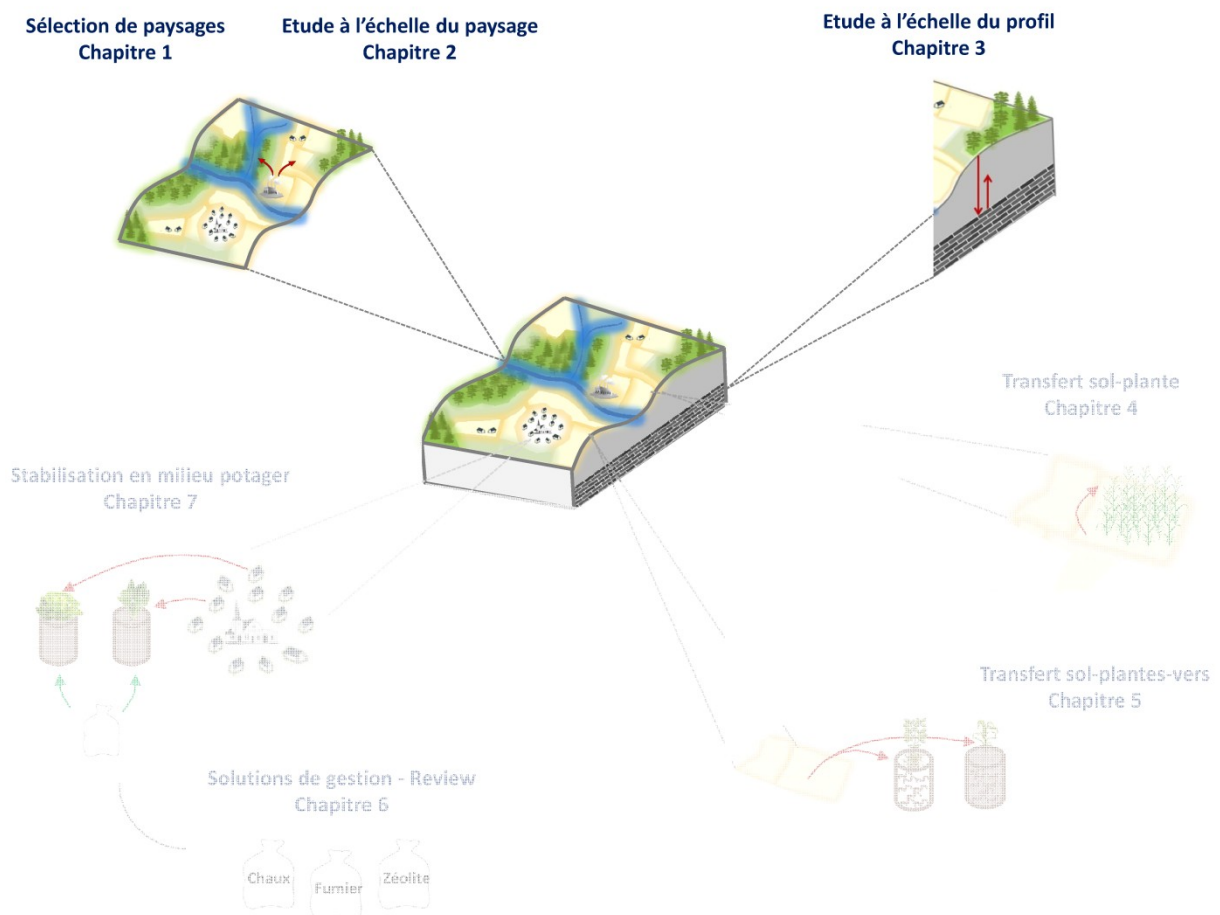 Sélection de paysages
Chapitre 1
Etude à l’échelle du paysage
Chapitre 2
Etude à l’échelle du profil
Chapitre 3
Transfert sol-plante
Chapitre 4
Stabilisation en milieu potager
Chapitre 7
Transfert sol-plantes-vers
Chapitre 5
Solutions de gestion - Review
Chapitre 6
Chaux
Fumier
Zéolite